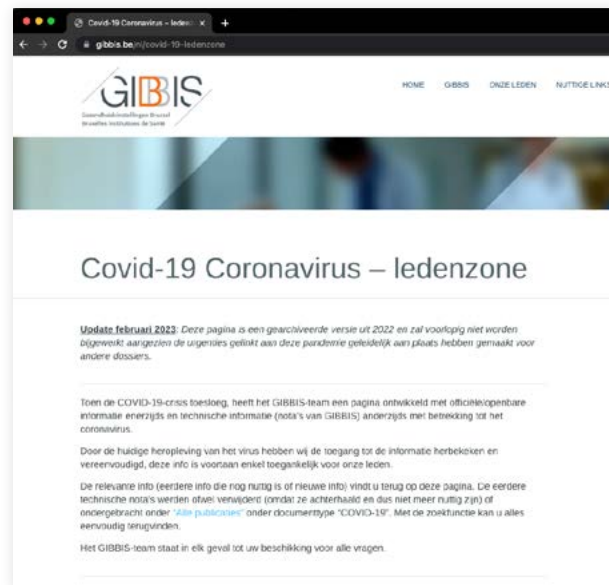 Covid-19 Coronavirus – leden
gibbis.be/nl/covid-19-ledenzone
GIBBIS
Gezondheidsinstellingen Brussel
Bruxelles Institutions de Santé
HOME GIBBIS ONZE LEDEN NUTTIGE LINKS
Covid-19 Coronavirus – ledenzone
Update februari 2023: Deze pagina is een gearchiveerde versie uit 2022 en zal voorlopig niet worden
bijgewerkt aangezien de urgenties gelinkt aan deze pandemie geleidelijk aan plaats hebben gemaakt voor
andere dossiers.
Toen de COVID-19-crisis toesloeg, heeft het GIBBIS-team een pagina ontwikkeld met officiële/openbare
informatie enerzijds en technische informatie (nota's van GIBBIS) anderzijds met betrekking tot het
coronavirus.
Door de huidige heropleving van het virus hebben wij de toegang tot de informatie herbekeken en
vereenvoudigd, deze info is voortaan enkel toegankelijk voor onze leden.
De relevante info (eerdere info die nog nuttig is of nieuwe info) vindt u terug op deze pagina. De eerdere
technische nota's werden ofwel verwijderd (omdat ze achterhaald en dus niet meer nuttig zijn) of
ondergebracht onder "Alle publicaties" onder documenttype "COVID-19". Met de zoekfunctie kan u alles
eenvoudig terugvinden.
Het GIBBIS-team staat in elk geval tot uw beschikking voor alle vragen.